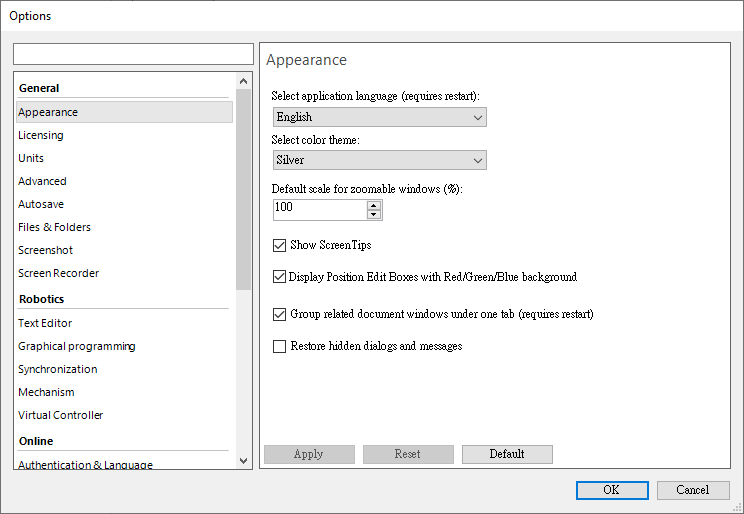 Options
General
Appearance
Licensing
Units
Advanced
Autosave
Files & Folders
Screenshot
Screen Recorder
Robotics
Text Editor
Graphical programming
Synchronization
Mechanism
Virtual Controller
Online
Authentication & Language
Appearance
Select application language (requires restart):
English
Select color theme:
Silver
Default scale for zoomable windows (%):
100
Show ScreenTips
Display Position Edit Boxes with Red/Green/Blue background
Group related document windows under one tab (requires restart)
Restore hidden dialogs and messages
Apply Reset Default
OK Cancel